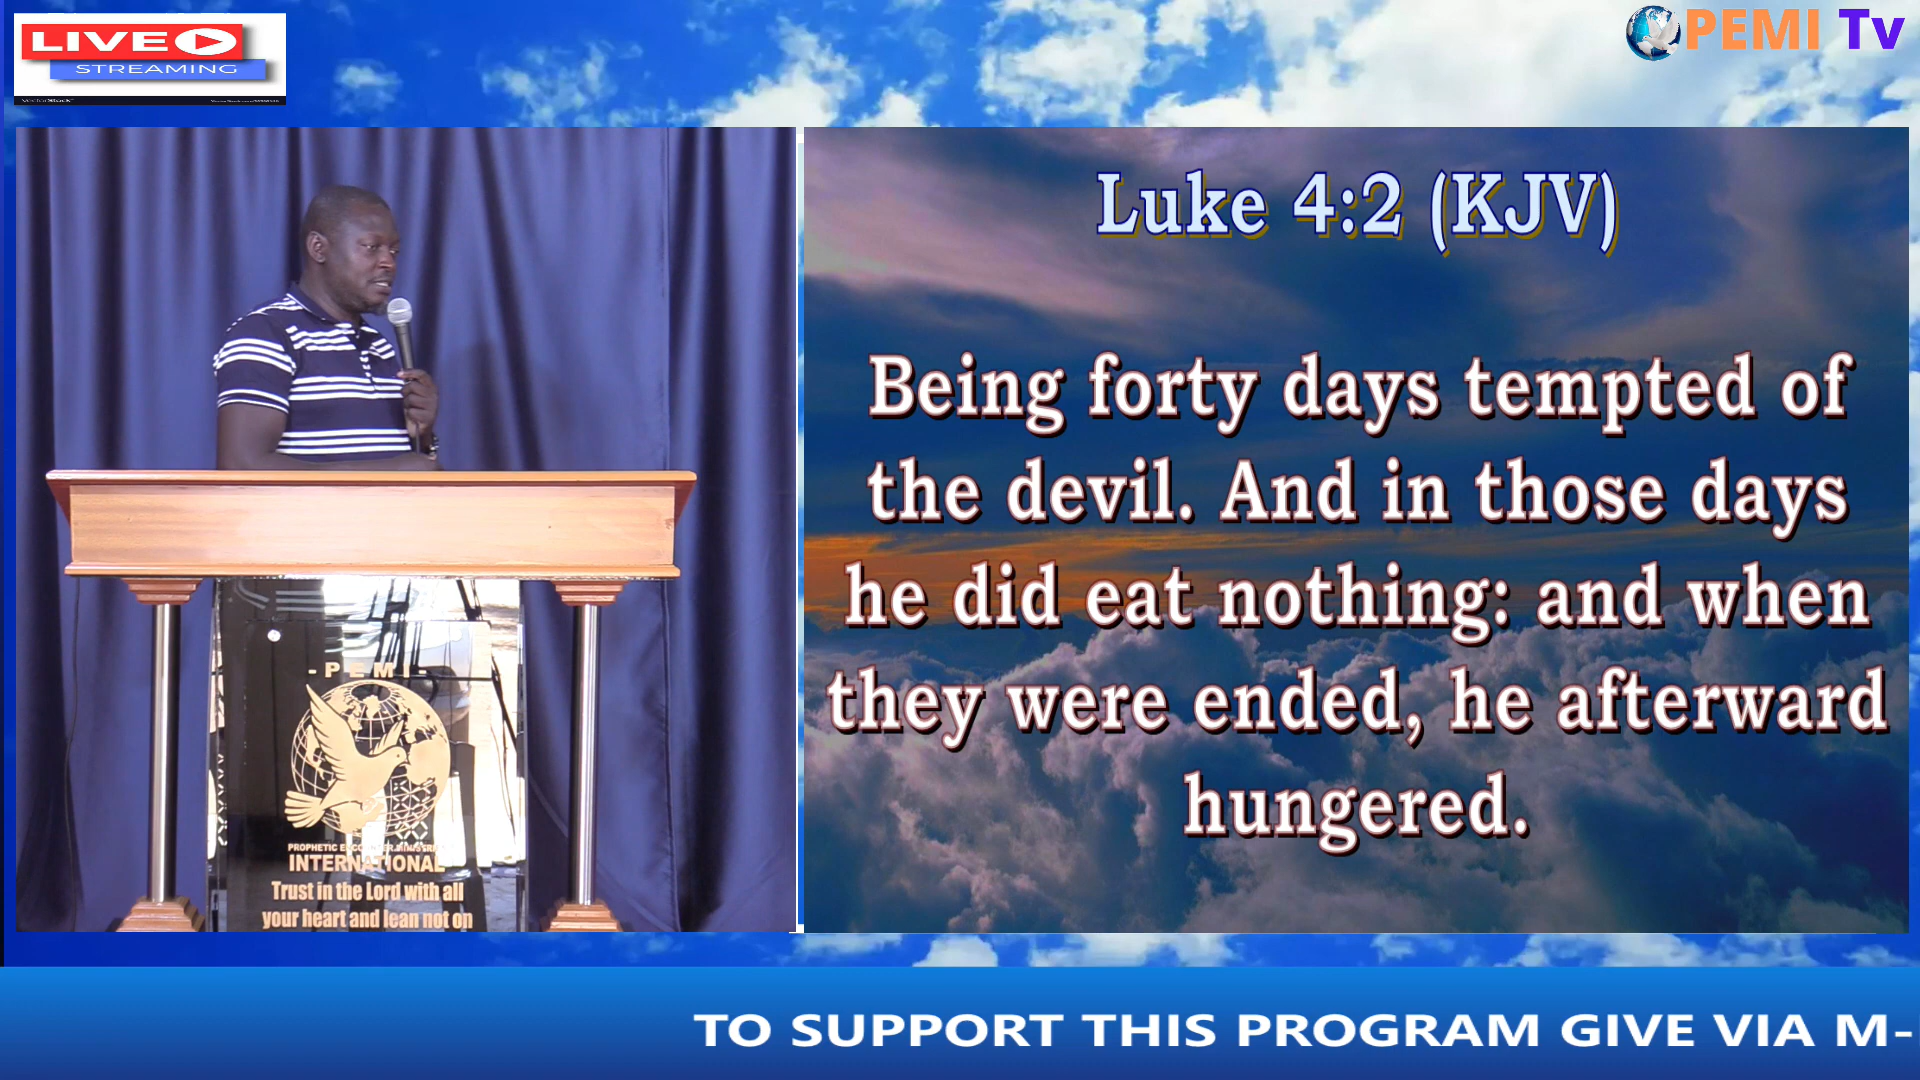 LIVE
STREAMING
PEMI Tv
Luke 4:2 (KJV)
Being forty days tempted of
the devil. And in those days
he did eat nothing: and when
they were ended, he afterward
hungered.
- P E M I -
PROPHETIC
INTERNATIONAL
Trust in the Lord with all
your heart and lean not on
TO SUPPORT THIS PROGRAM GIVE VIA M-